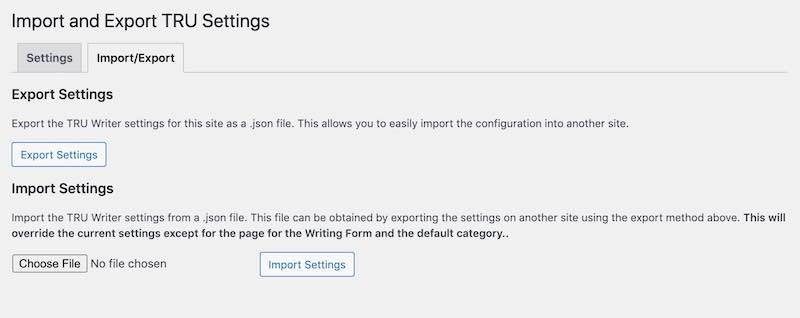 Import and Export TRU Settings
Settings Import/Export
Export Settings
Export the TRU Writer settings for this site as a .json file. This allows you to easily import the configuration into another site.
Export Settings
Import Settings
Import the TRU Writer settings from a .json file. This file can be obtained by exporting the settings on another site using the export method above. This will
override the current settings except for the page for the Writing Form and the default category..
Choose File No file chosen Import Settings